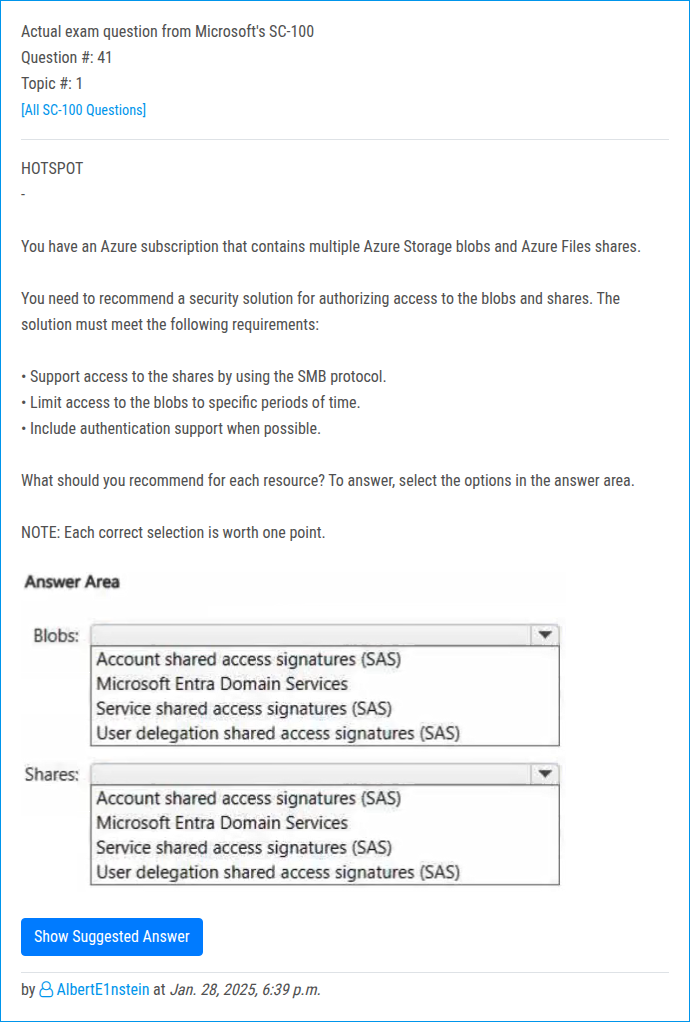 Actual exam question from Microsoft's SC-100
Question #: 41
Topic #: 1
[All SC-100 Questions]
HOTSPOT
-
You have an Azure subscription that contains multiple Azure Storage blobs and Azure Files shares.
You need to recommend a security solution for authorizing access to the blobs and shares. The
solution must meet the following requirements:
• Support access to the shares by using the SMB protocol.
• Limit access to the blobs to specific periods of time.
• Include authentication support when possible.
What should you recommend for each resource? To answer, select the options in the answer area.
NOTE: Each correct selection is worth one point.
Answer Area
Blobs:
Account shared access signatures (SAS)
Microsoft Entra Domain Services
Service shared access signatures (SAS)
User delegation shared access signatures (SAS)
Shares:
Account shared access signatures (SAS)
Microsoft Entra Domain Services
Service shared access signatures (SAS)
User delegation shared access signatures (SAS)
Show Suggested Answer
by AlbertE1nstein at Jan. 28, 2025, 6:39 p.m.